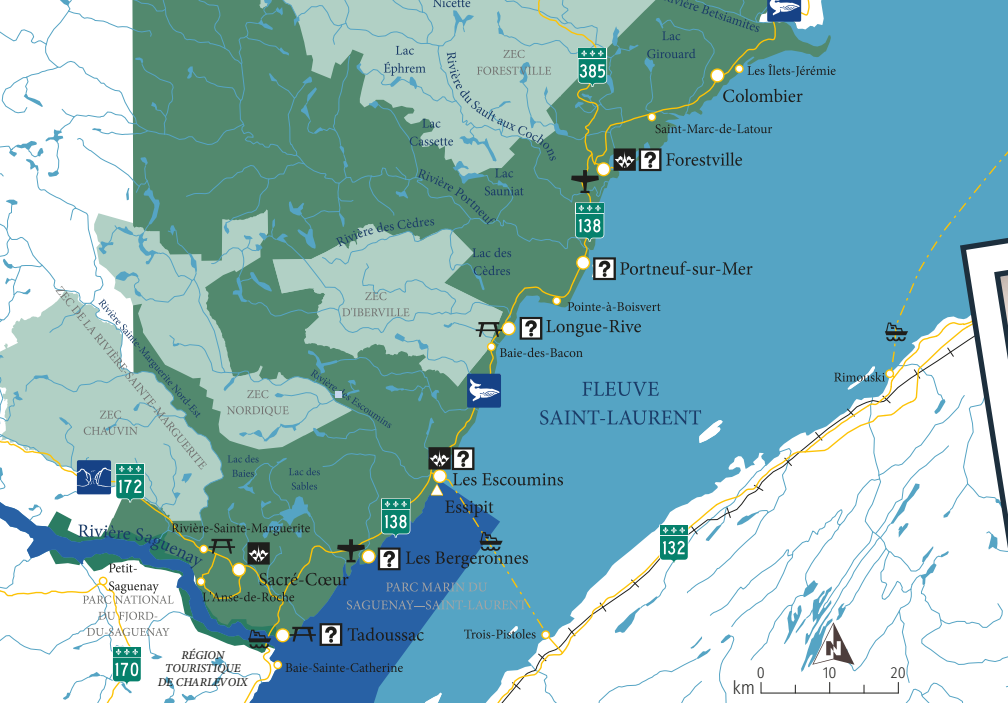 Nicette
Rivière Betsiamites
Lac
Girouard
Lac
Éphrem
ZEC
FORESTVILLE
385
Les Îlets-Jérémie
Colombier
Rivière du Sault aux Cochons
Lac
Cassette
Saint-Marc-de-Latour
?
Forestville
Lac
Sauniat
Rivière Portneuf
138
Rivière des Cèdres
Lac des
Cèdres
?
Portneuf-sur-Mer
ZEC
D'IBERVILLE
Pointe-à-Boisvert
?
Longue-Rive
Baie-des-Bacon
Rimouski
ZEC DE LA RIVIÈRE-SAINTE-MARGUERITE
Rivière Sainte-Marguerite Nord-Est
FLEUVE
SAINT-LAURENT
ZEC
NORDIQUE
Rivière des Escoumins
ZEC
CHAUVIN
Lac des
Baies
Lac des
Sables
?
Les Escoumins
172
Essipit
138
Rivière Saguenay
Rivière-Sainte-Marguerite
132
?
Les Bergeronnes
Sacré-Cœur
Petit-
Saguenay
L'Anse-de-Roche
PARC MARIN DU
SAGUENAY—SAINT-LAURENT
PARC NATIONAL
DU FJORD-
DU-SAGUENAY
?
Tadoussac
Trois-Pistoles
RÉGION
TOURISTIQUE
DE CHARLEVOIX
170
Baie-Sainte-Catherine
N
km
0
10
20